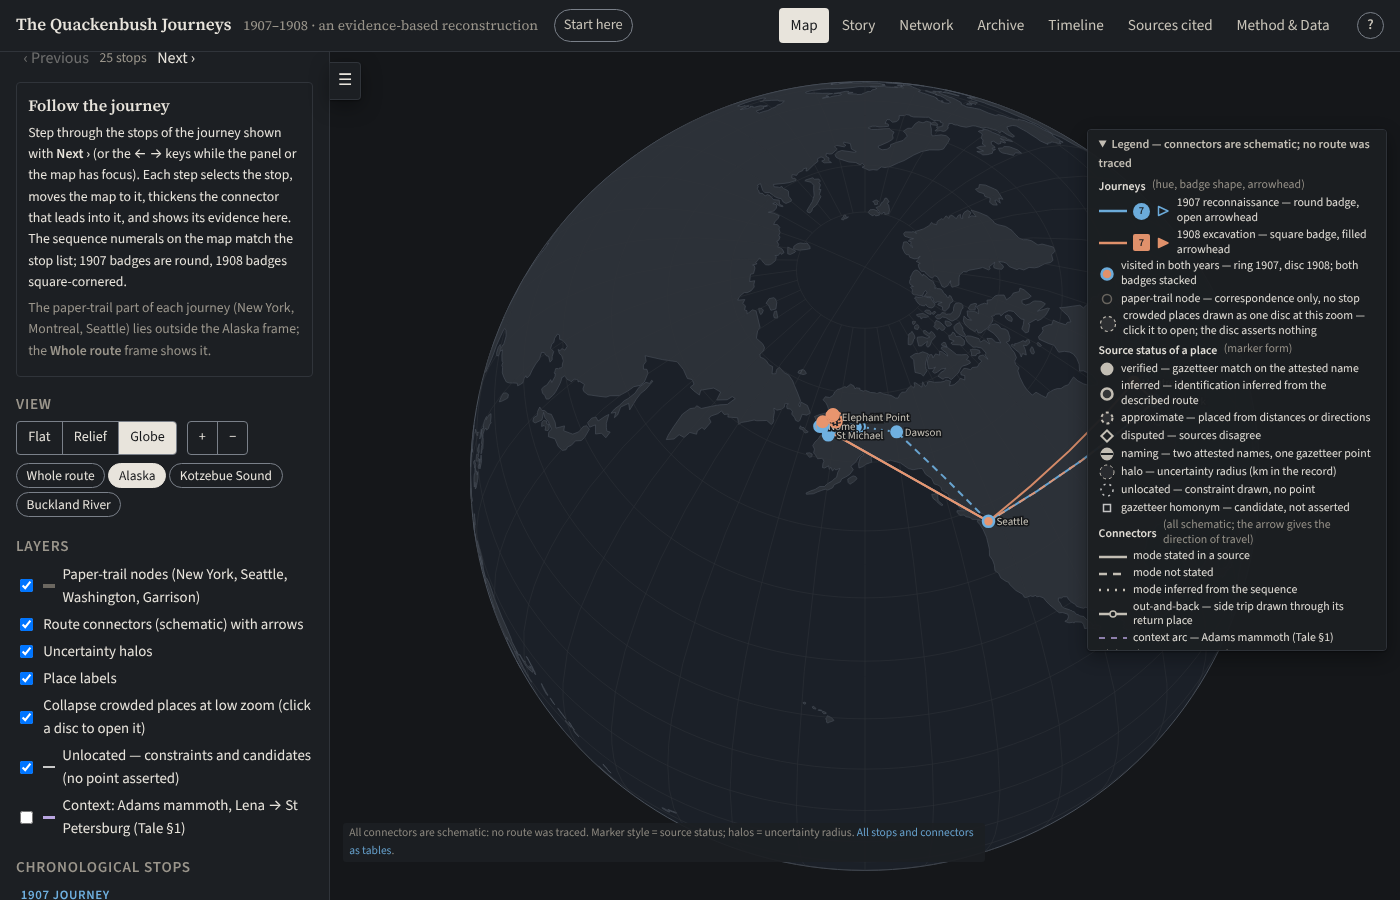 The Quackenbush Journeys 1907–1908 · an evidence-based reconstruction Start here Map Story Network Archive Timeline Sources cited Method & Data ?
‹ Previous 25 stops Next ›
☰
Follow the journey
Step through the stops of the journey shown
with Next › (or the ← → keys while the panel or
the map has focus). Each step selects the stop,
moves the map to it, thickens the connector
that leads into it, and shows its evidence here.
The sequence numerals on the map match the
stop list; 1907 badges are round, 1908 badges
square-cornered.
The paper-trail part of each journey (New York,
Montreal, Seattle) lies outside the Alaska frame;
the Whole route frame shows it.
VIEW
Flat Relief Globe + −
Whole route Alaska Kotzebue Sound
Buckland River
LAYERS
Paper-trail nodes (New York, Seattle,
Washington, Garrison)
Route connectors (schematic) with arrows
Uncertainty halos
Place labels
Collapse crowded places at low zoom (click
a disc to open it)
Unlocated — constraints and candidates
(no point asserted)
Context: Adams mammoth, Lena → St
Petersburg (Tale §1)
CHRONOLOGICAL STOPS
1907 JOURNEY
Elephant Point
Nome
St Michael
Dawson
Seattle
▼ Legend — connectors are schematic; no route was
traced
Journeys (hue, badge shape, arrowhead)
7 1907 reconnaissance — round badge,
open arrowhead
7 1908 excavation — square badge, filled
arrowhead
visited in both years — ring 1907, disc 1908; both
badges stacked
paper-trail node — correspondence only, no stop
crowded places drawn as one disc at this zoom —
click it to open; the disc asserts nothing
Source status of a place (marker form)
verified — gazetteer match on the attested name
inferred — identification inferred from the
described route
approximate — placed from distances or directions
disputed — sources disagree
naming — two attested names, one gazetteer point
halo — uncertainty radius (km in the record)
unlocated — constraint drawn, no point
gazetteer homonym — candidate, not asserted
Connectors (all schematic; the arrow gives the
direction of travel)
mode stated in a source
mode not stated
mode inferred from the sequence
out-and-back — side trip drawn through its
return place
context arc — Adams mammoth (Tale §1)
All connectors are schematic: no route was traced. Marker style = source status; halos = uncertainty radius. All stops and connectors
as tables.